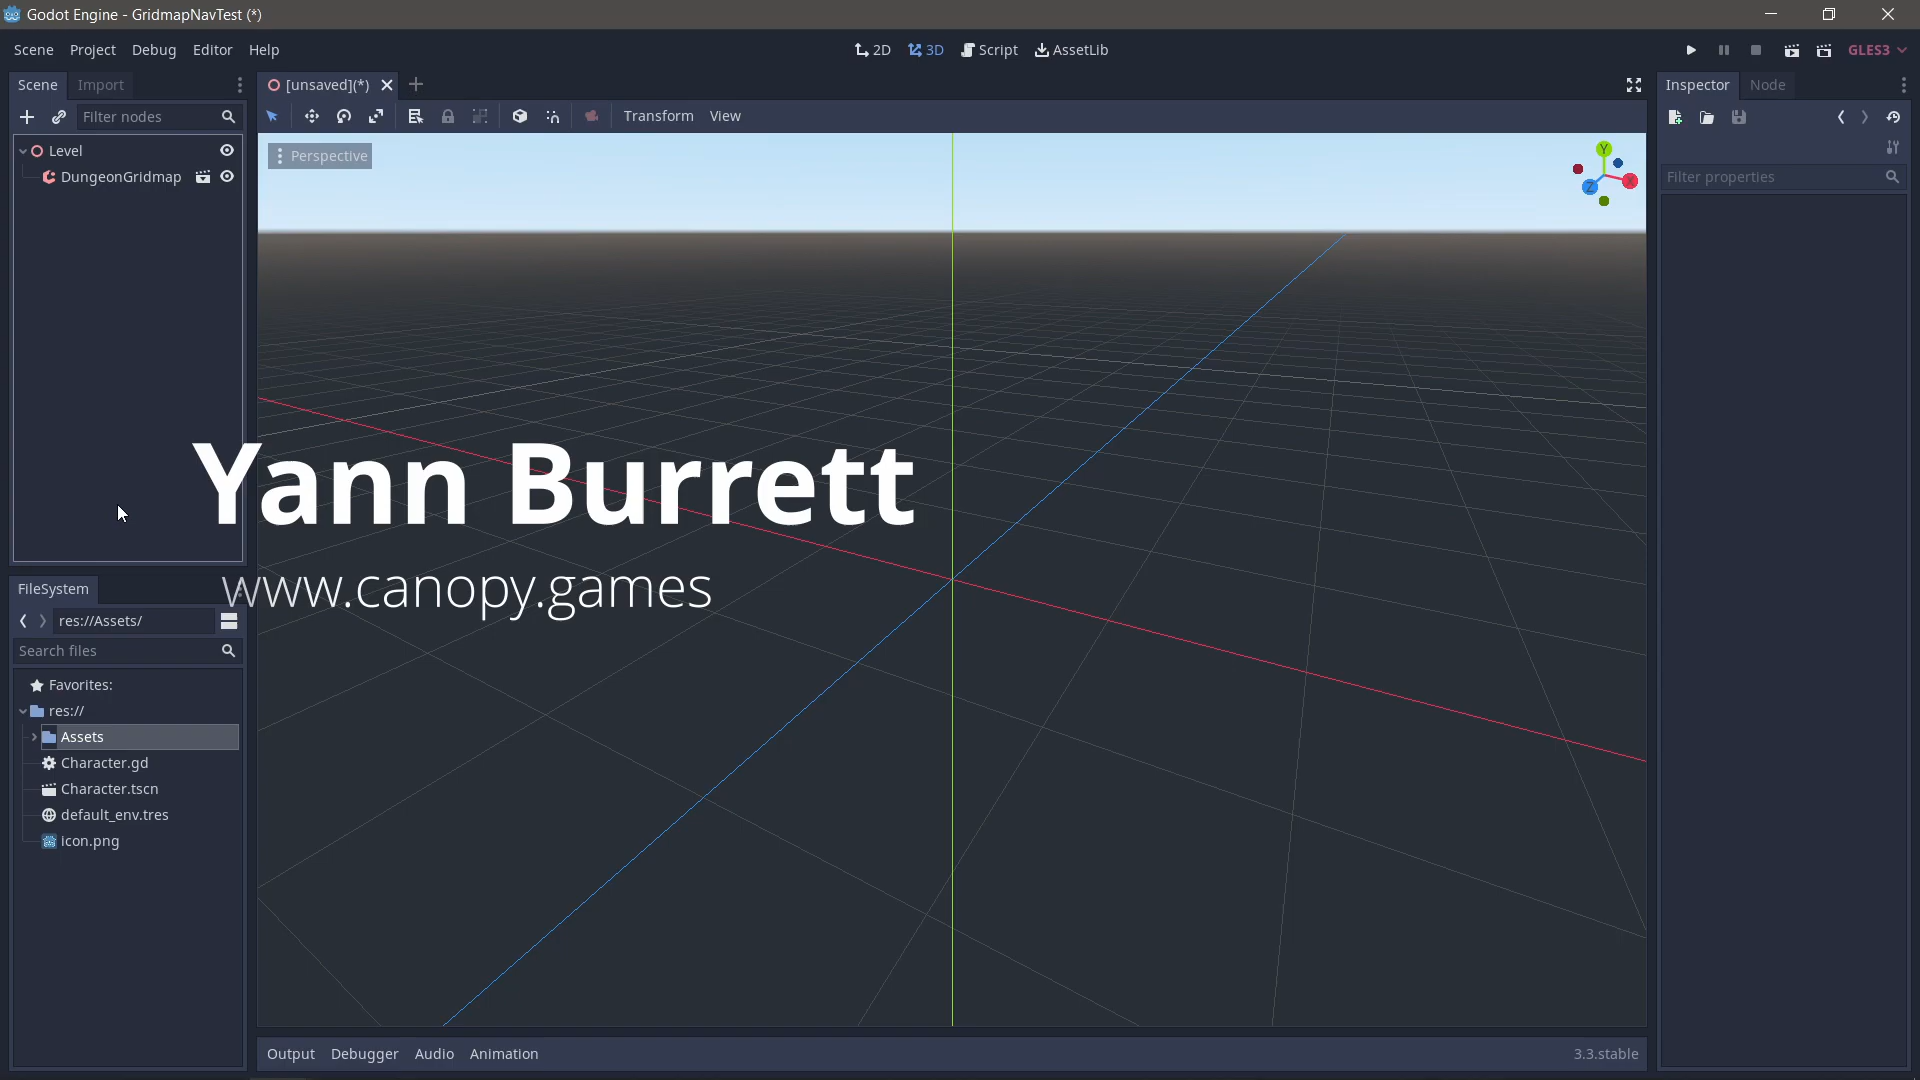 Godot Engine - GridmapNavTest (*)
Scene Project Debug Editor Help
2D 3D Script AssetLib
GLES3
Scene Import
[unsaved](*)
Inspector Node
Filter nodes
Transform View
Level
Perspective
Y
X
Z
DungeonGridmap
Filter properties
Yann Burrett
www.canopy.games
FileSystem
res://Assets/
Search files
Favorites:
res://
Assets
Character.gd
Character.tscn
default_env.tres
icon.png
Output Debugger Audio Animation
3.3.stable